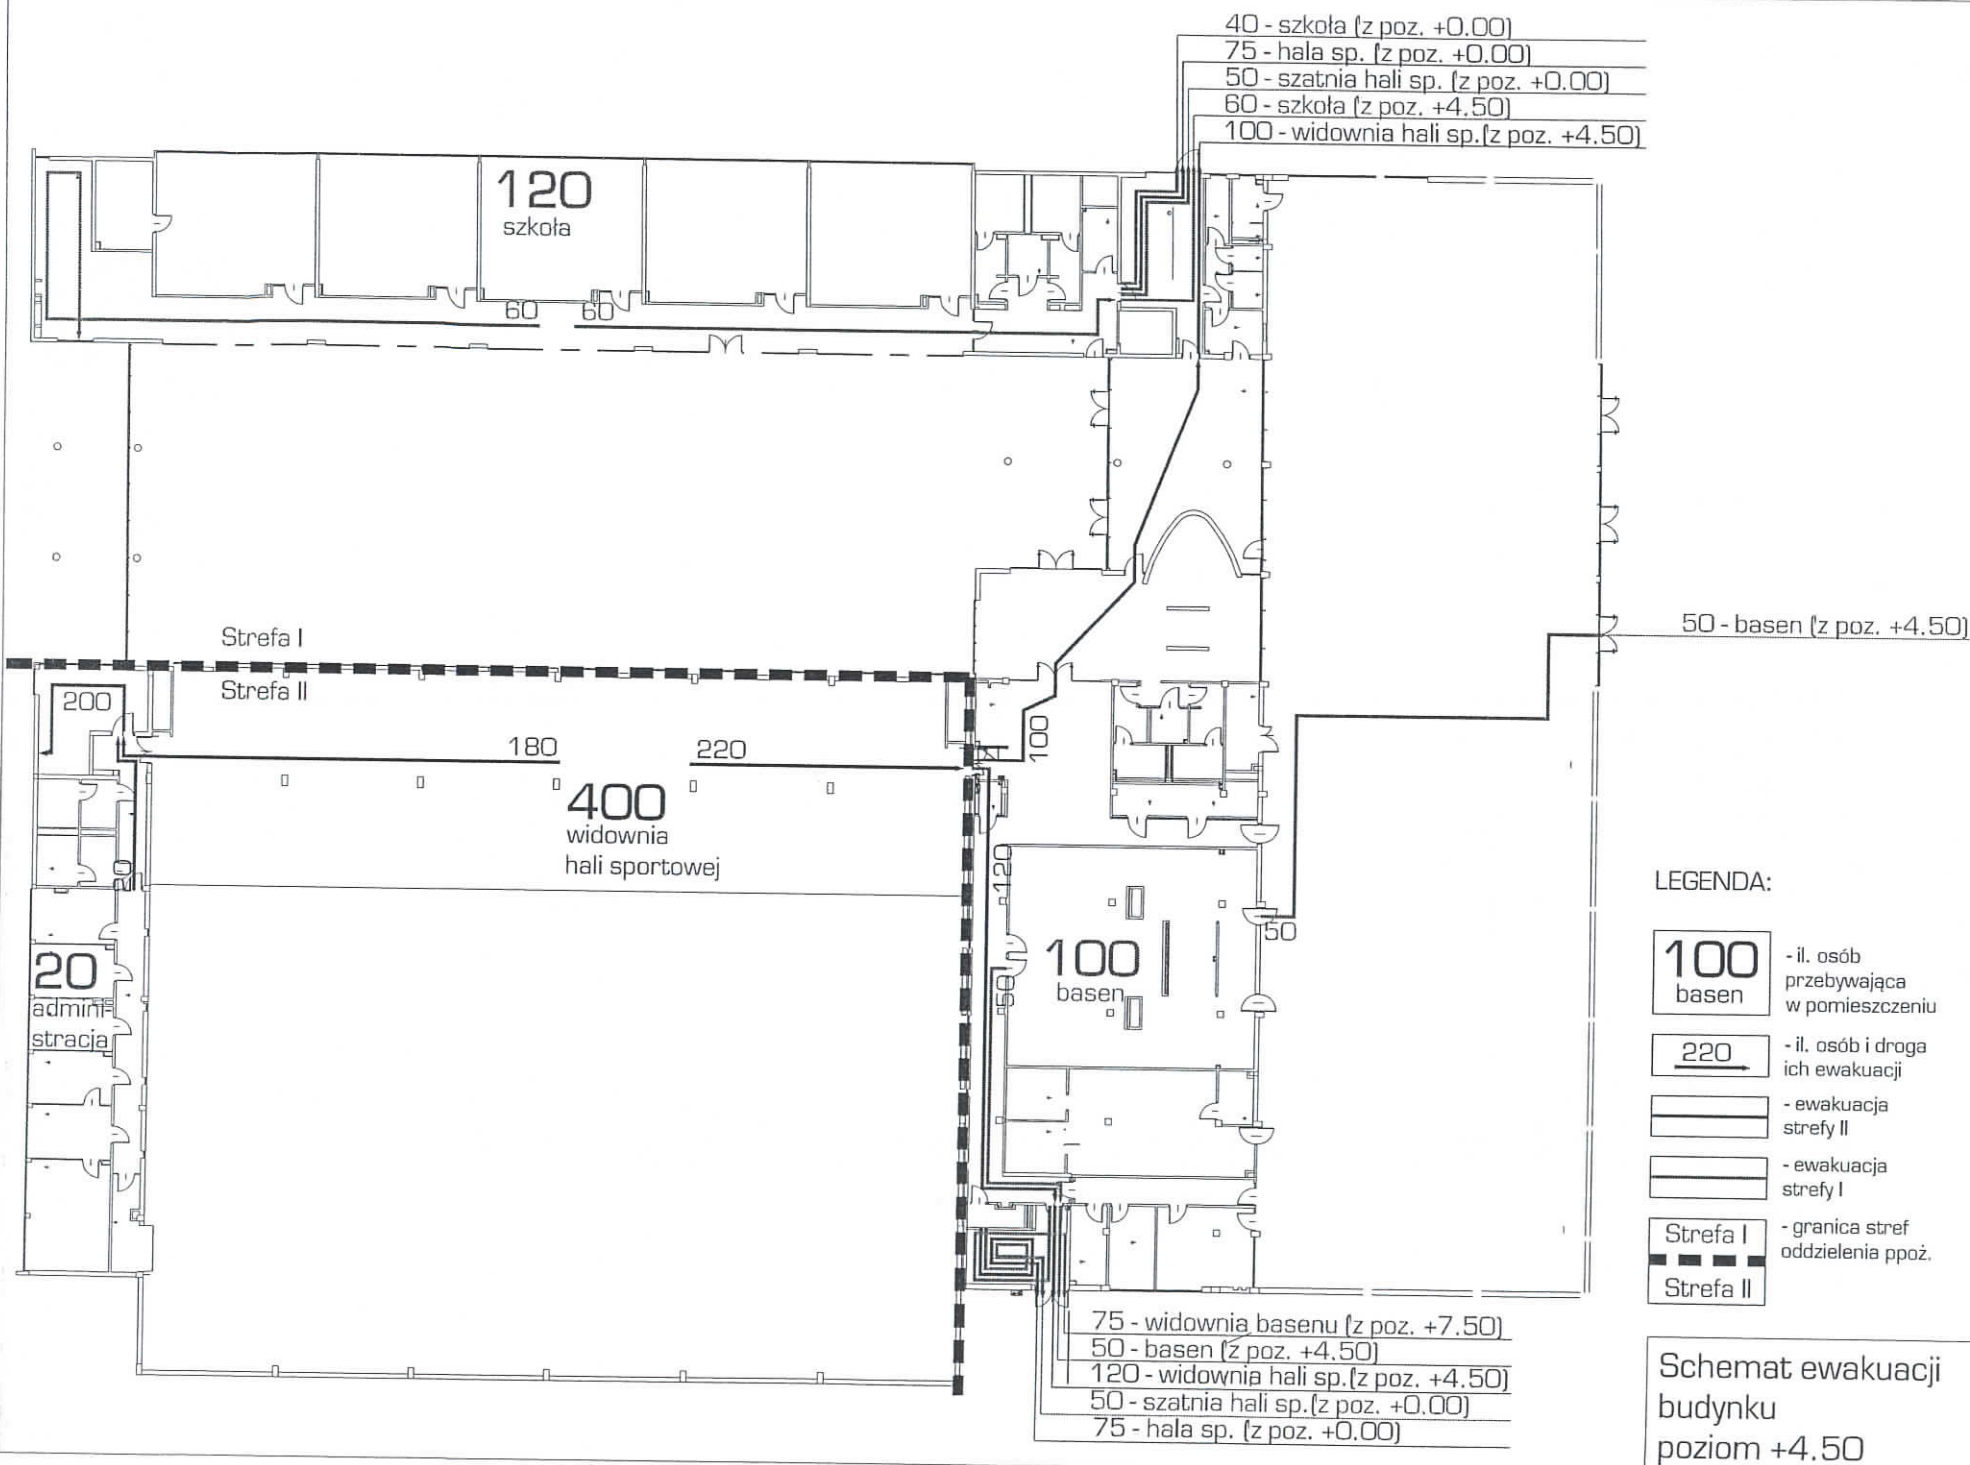 40 - szkoła (z poz. +0.00)
75 - hala sp. (z poz. +0.00)
50 - szatnia hali sp. (z poz. +0.00)
60 - szkoła (z poz. +4.50)
100 - widownia hali sp.(z poz. +4.50)
120
szkoła
60 60
Strefa I
Strefa II
50 - basen (z poz. +4.50)
200
180
220
100
400
widownia
hali sportowej
120
50
50
100
basen
20
admini-
stracja
LEGENDA:
100
basen
- il. osób
przebywająca
w pomieszczeniu
220
- il. osób i droga
ich ewakuacji
- ewakuacja
strefy II
- ewakuacja
strefy I
Strefa I
Strefa II
- granica stref
oddzielenia ppoż.
75 - widownia basenu (z poz. +7.50)
50 - basen (z poz. +4.50)
120 - widownia hali sp.(z poz. +4.50)
50 - szatnia hali sp.(z poz. +0.00)
75 - hala sp. (z poz. +0.00)
Schemat ewakuacji
budynku
poziom +4.50